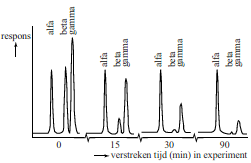 respons
alfa
beta
gamma
alfa
beta
gamma
alfa
beta
gamma
alfa
beta
gamma
0 15 30 90
verstreken tijd (min) in experiment